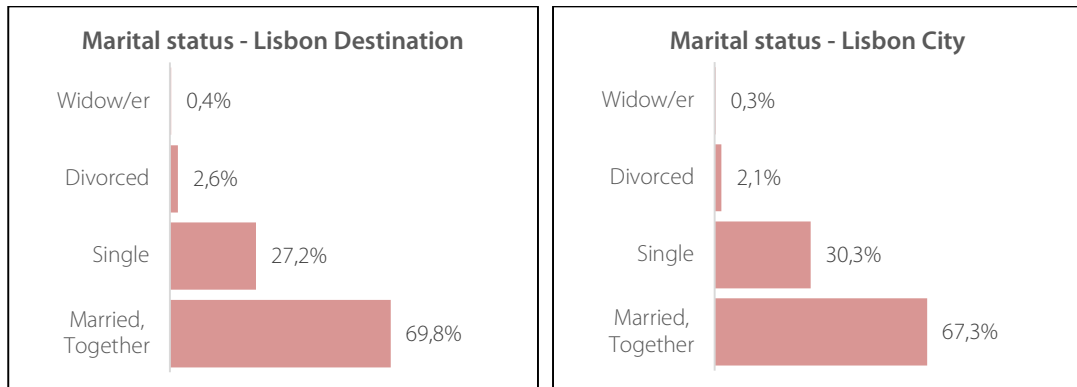 Marital status - Lisbon Destination
Widow/er 0,4%
Divorced 2,6%
Single 27,2%
Married,
Together 69,8%
Marital status - Lisbon City
Widow/er 0,3%
Divorced 2,1%
Single 30,3%
Married,
Together 67,3%